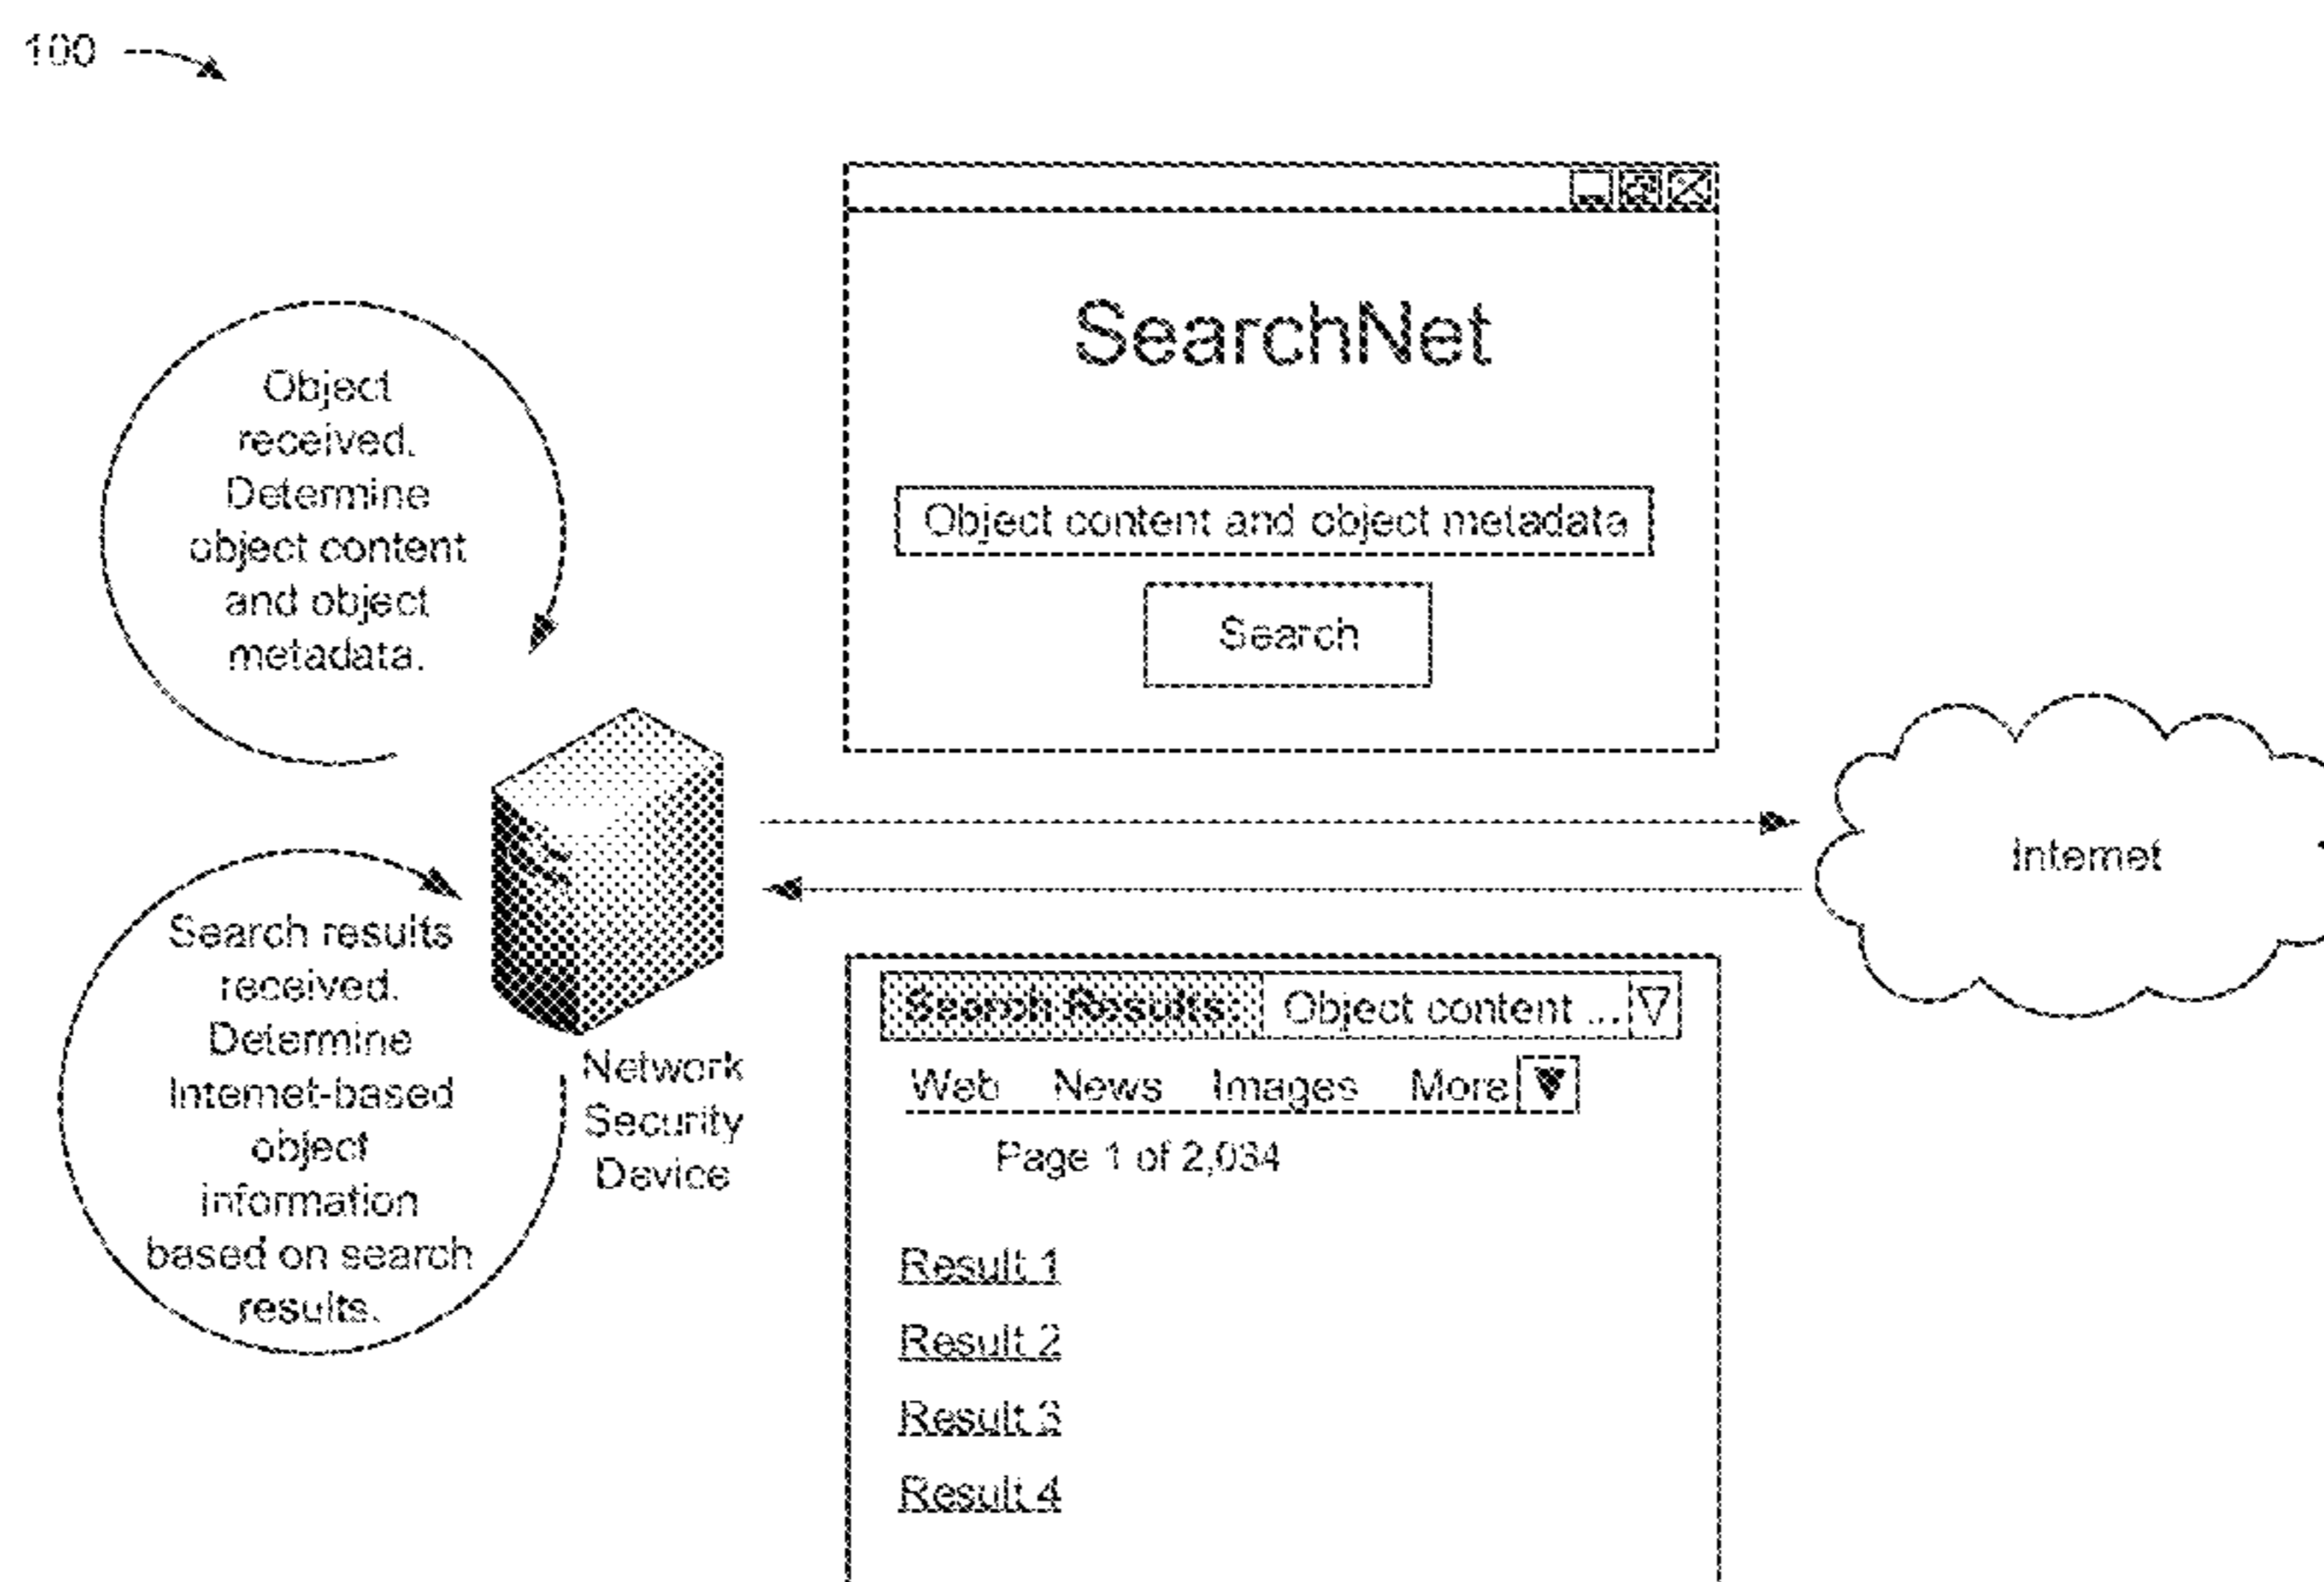 100
Object
received.
Determine
object content
and object
metadata.
SearchNet
Object content and object metadata
Search
Internet
Search results
received.
Determine
Internet-based
object
information
based on search
results.
Network
Security
Device
Search Results: Object content ...
Web News Images More
Page 1 of 2,034
Result 1
Result 2
Result 3
Result 4